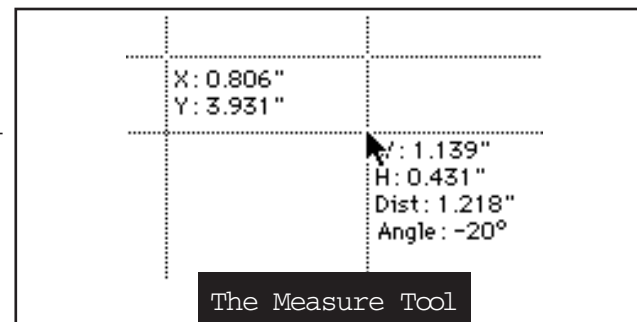 X: 0.806"
Y: 3.931"
: 1.139"
H: 0.431"
Dist: 1.218"
Angle: -20°
The Measure Tool